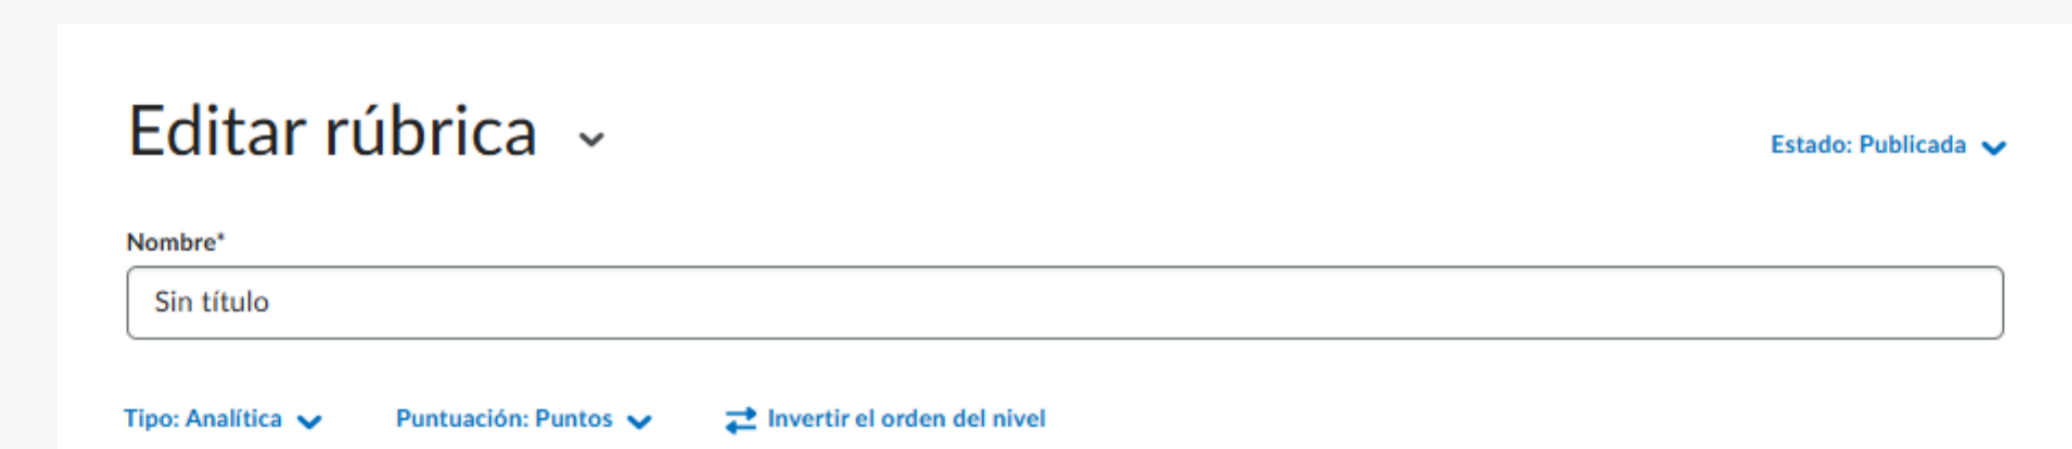 Editar rúbrica
Estado: Publicada
Nombre*
Sin título
Tipo: Analítica Puntuación: Puntos Invertir el orden del nivel